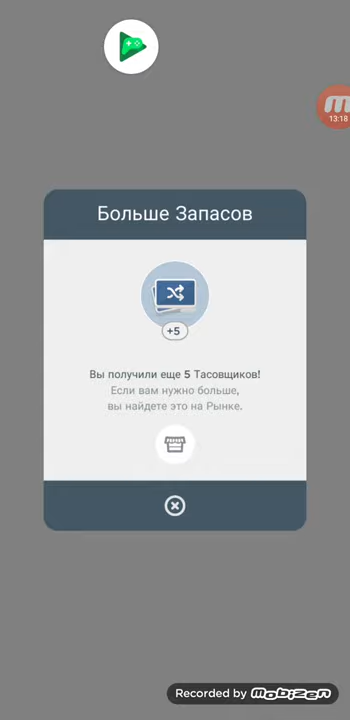 13:18
Больше Запасов
+5
Вы получили еще 5 Тасовщиков!
Если вам нужно больше,
вы найдете это на Рынке.
Recorded by mobizen